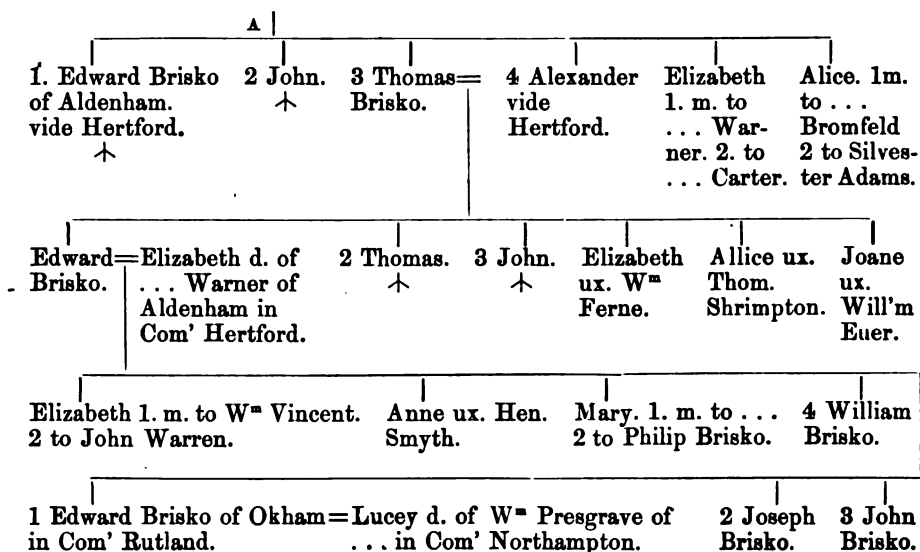 A
1. Edward Brisko
of Aldenham.
vide Hertford.
2 John.
3 Thomas=
Brisko.
4 Alexander
vide
Hertford.
Elizabeth
1. m. to
... War-
ner. 2. to
... Carter.
Alice. 1m.
to ...
Bromfeld
2 to Silves-
ter Adams.
Edward=Elizabeth d. of
Brisko. ... Warner of
Aldenham in
Com' Hertford.
2 Thomas.
3 John.
Elizabeth
ux. Wᵐ
Ferne.
Allice ux.
Thom.
Shrimpton.
Joane
ux.
Will'm
Euer.
Elizabeth 1. m. to Wᵐ Vincent.
2 to John Warren.
Anne ux. Hen.
Smyth.
Mary. 1. m. to ...
2 to Philip Brisko.
4 William
Brisko.
1 Edward Brisko of Okham=Lucey d. of Wᵐ Presgrave of
in Com' Rutland. ... in Com' Northampton.
2 Joseph
Brisko.
3 John
Brisko.